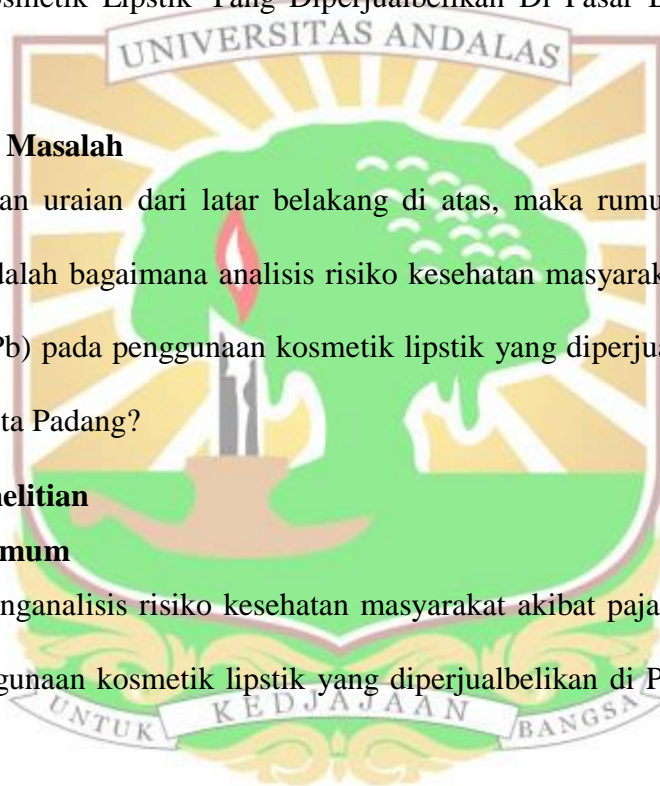 osmetik Lipstik Yang Diperjualbelikan Di Pasar
UNIVERSITAS ANDALAS
Masalah
an uraian dari latar belakang di atas, maka rumu
dalah bagaimana analisis risiko kesehatan masyarak
Pb) pada penggunaan kosmetik lipstik yang diperjua
ta Padang?
nelitian
mum
nganalisis risiko kesehatan masyarakat akibat paja
gunaan kosmetik lipstik yang diperjualbelikan di P
UNTUK KEDJAJAAN BANGSA